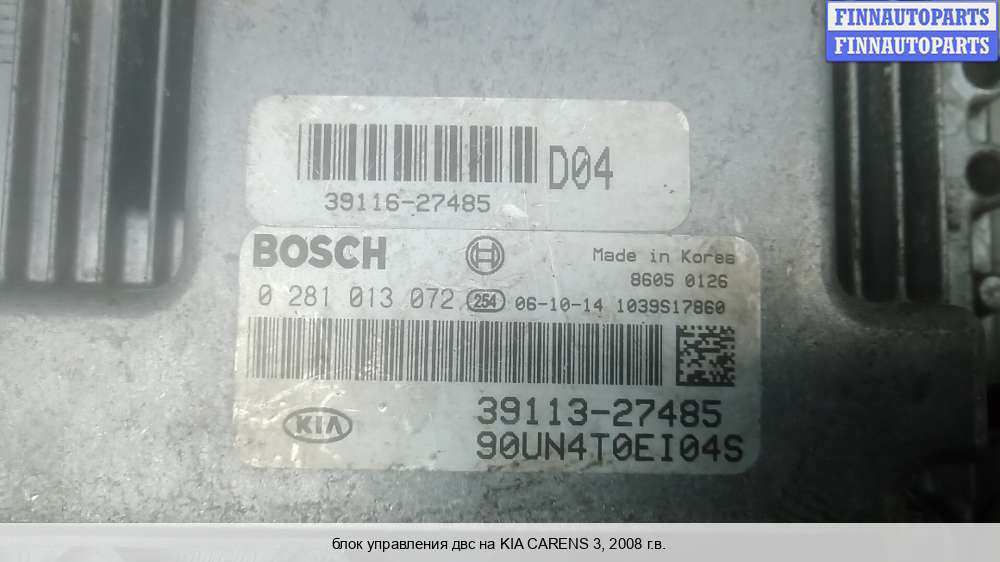 FINNAUTOPARTS
FINNAUTOPARTS
D04
39116-27485
BOSCH
Made in Korea
8605 0126
0 281 013 072 254 06-10-14 1039S17860
39113-27485
KIA
90UN4T0EI04S
блок управления двс на KIA CARENS 3, 2008 г.в.